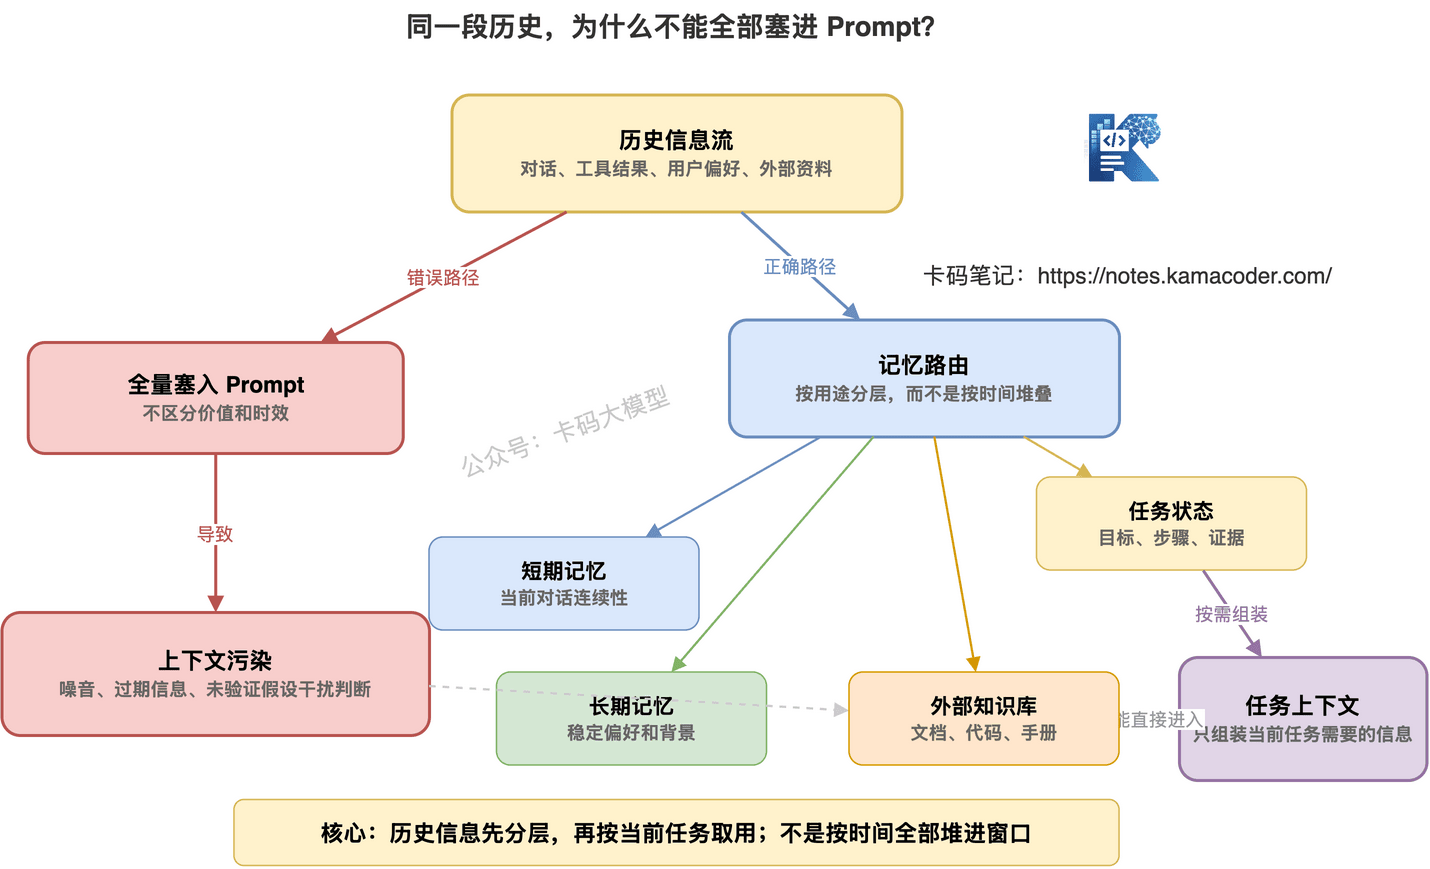 同一段历史，为什么不能全部塞进 Prompt?
历史信息流
对话、工具结果、用户偏好、外部资料
</>
错误路径
正确路径
卡码笔记：https://notes.kamacoder.com/
全量塞入 Prompt
不区分价值和时效
记忆路由
按用途分层，而不是按时间堆叠
公众号：卡码大模型
导致
短期记忆
当前对话连续性
任务状态
目标、步骤、证据
按需组装
上下文污染
噪音、过期信息、未验证假设干扰判断
长期记忆
稳定偏好和背景
外部知识库
文档、代码、手册
能直接进入
任务上下文
只组装当前任务需要的信息
核心：历史信息先分层，再按当前任务取用；不是按时间全部堆进窗口